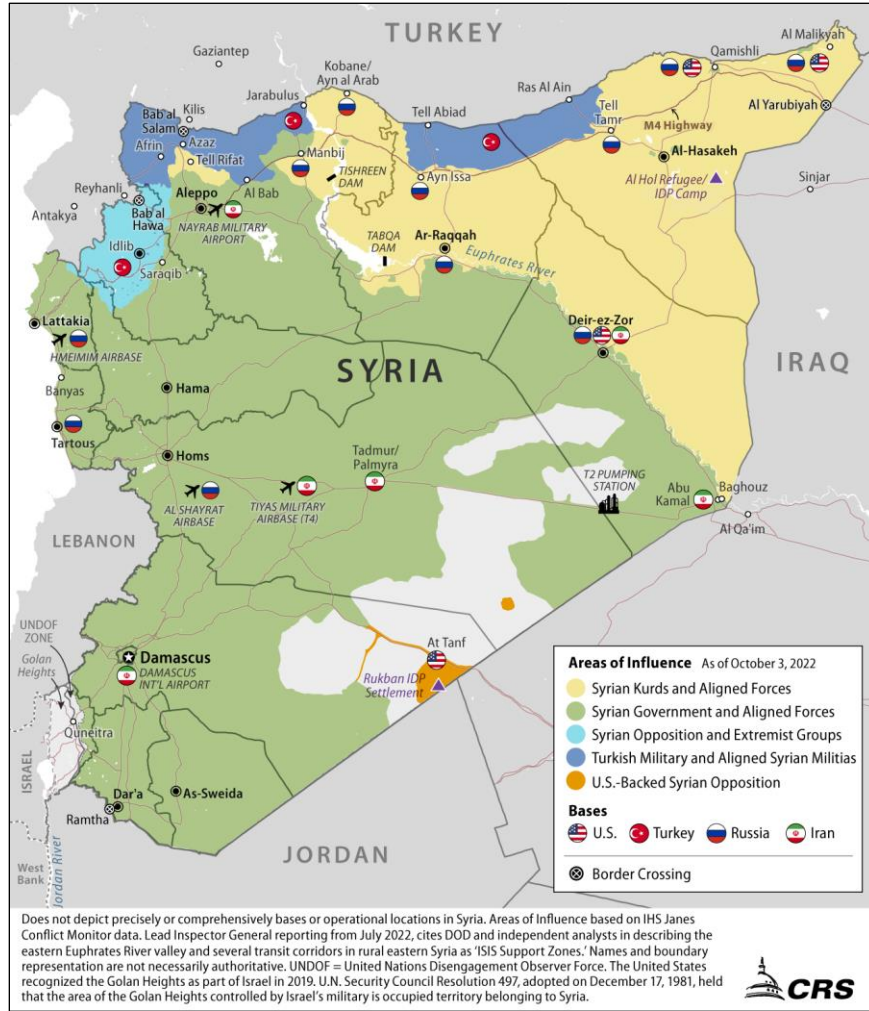 TURKEY
Gaziantep
Kobane/
Ayn al Arab
Al Malikyah
Qamishli
Kilis
Jarabulus
Ras Al Ain
Bab al
Salam
Tell Abiad
Al Yarubiyah
Azaz
Tell
Tamr
M4 Highway
Afrin
Tell Rifat
Manbij
Al-Hasakeh
Reyhanli
TISHREEN
DAM
Ayn Issa
Al Hol Refugee/
IDP Camp
Sinjar
Aleppo
Al Bab
Antakya
Bab al
Hawa
NAYRAB MILITARY
AIRPORT
TABQA
DAM
Ar-Raqqah
Idlib
Euphrates River
Saraqib
Lattakia
Deir-ez-Zor
HMEIMIM AIRBASE
SYRIA
IRAQ
Banyas
Hama
Tartous
Homs
Tadmur/
Palmyra
T2 PUMPING
STATION
Abu
Kamal
Baghouz
AL SHAYRAT
AIRBASE
TIYAS MILITARY
AIRBASE (T4)
Al Qa'im
LEBANON
UNDOF
ZONE
At Tanf
Golan
Heights
Damascus
DAMASCUS
INT'L AIRPORT
Rukban IDP
Settlement
Quneitra
ISRAEL
Dar'a
As-Sweida
Ramtha
JORDAN
West
Bank
Jordan River
Areas of Influence As of October 3, 2022
Syrian Kurds and Aligned Forces
Syrian Government and Aligned Forces
Syrian Opposition and Extremist Groups
Turkish Military and Aligned Syrian Militias
U.S.-Backed Syrian Opposition
Bases
U.S. Turkey Russia Iran
Border Crossing
Does not depict precisely or comprehensively bases or operational locations in Syria. Areas of Influence based on IHS Janes
Conflict Monitor data. Lead Inspector General reporting from July 2022, cites DOD and independent analysts in describing the
eastern Euphrates River valley and several transit corridors in rural eastern Syria as 'ISIS Support Zones.' Names and boundary
representation are not necessarily authoritative. UNDOF = United Nations Disengagement Observer Force. The United States
recognized the Golan Heights as part of Israel in 2019. U.N. Security Council Resolution 497, adopted on December 17, 1981, held
that the area of the Golan Heights controlled by Israel's military is occupied territory belonging to Syria.
CRS